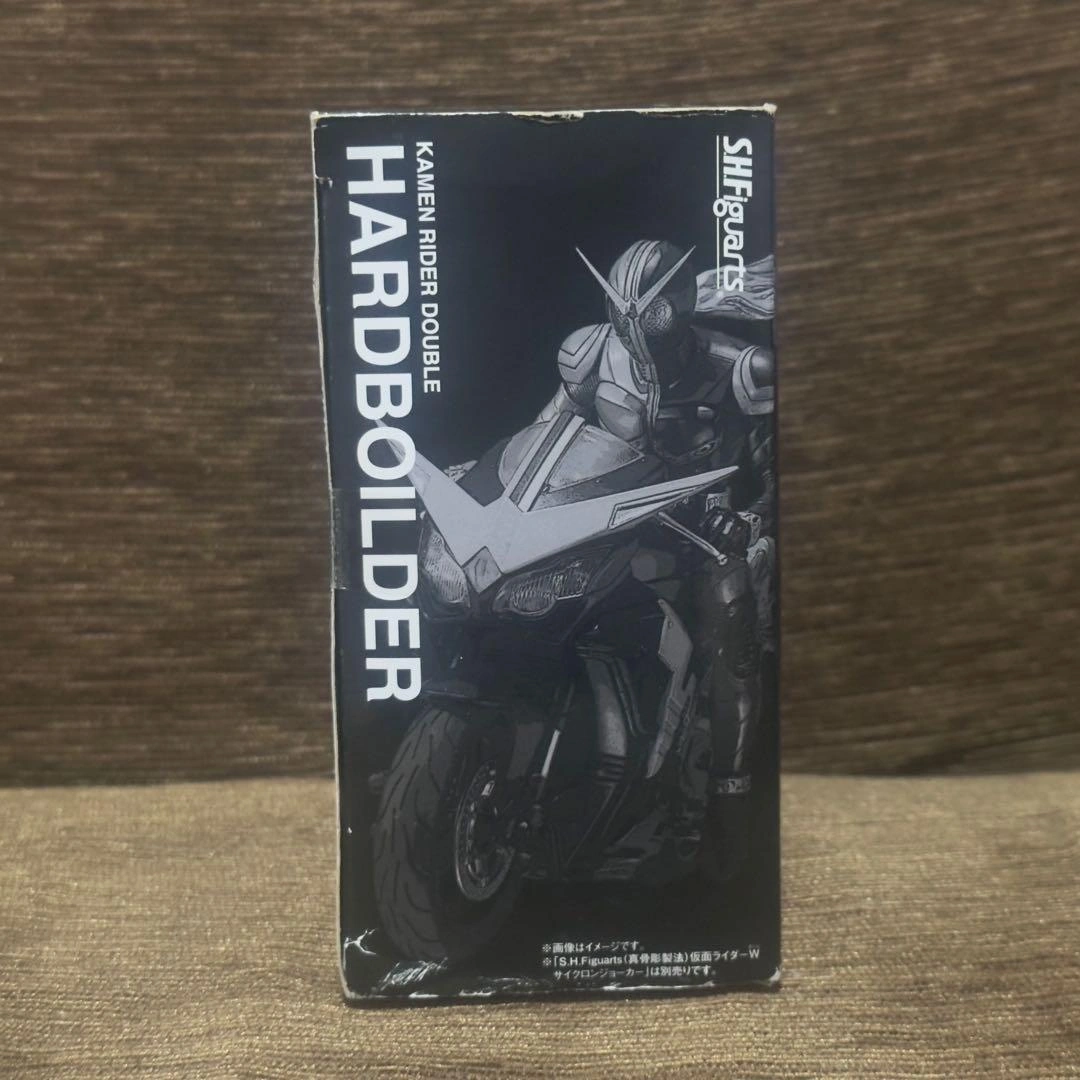 S.H.Figuarts
KAMEN RIDER DOUBLE
HARDBOILDER
※画像はイメージです。
※「S.H.Figuarts(真骨彫製法)仮面ライダーW
サイクロンジョーカー」は別売りです。